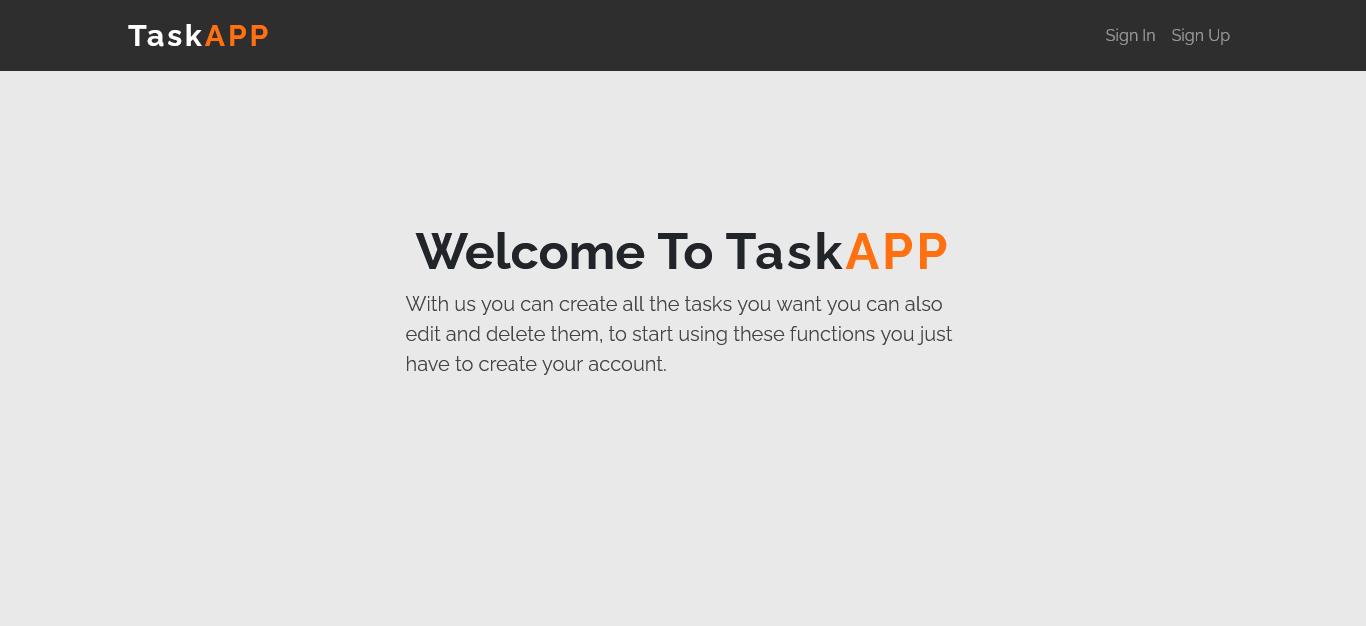 TaskAPP
Sign In Sign Up
Welcome To TaskAPP
With us you can create all the tasks you want you can also
edit and delete them, to start using these functions you just
have to create your account.